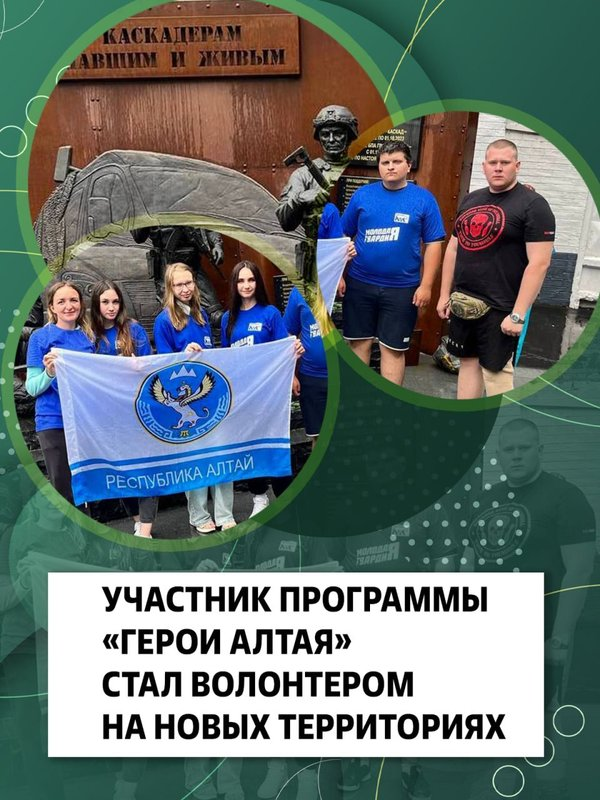 КАСКАДЕРАМ
ПАВШИМ И ЖИВЫМ
МОЛОДАЯ
ГВАРДИЯ
РЕСПУБЛИКА АЛТАЙ
УЧАСТНИК ПРОГРАММЫ
«ГЕРОИ АЛТАЯ»
СТАЛ ВОЛОНТЕРОМ
НА НОВЫХ ТЕРРИТОРИЯХ